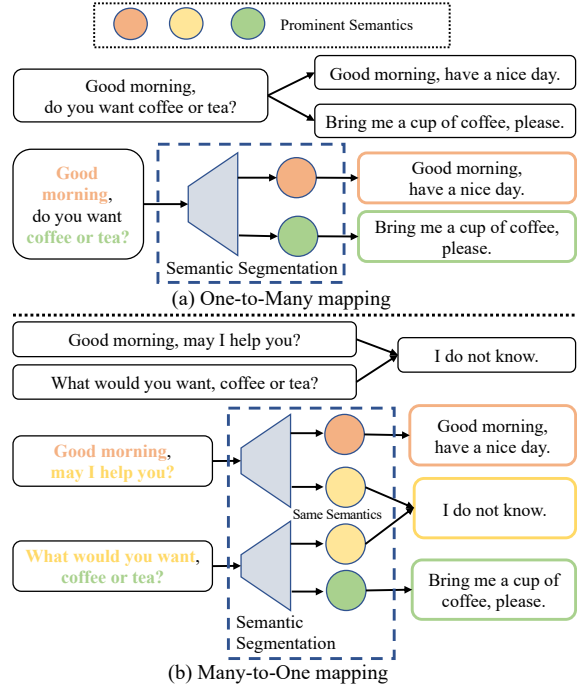 Prominent Semantics
Good morning,
do you want coffee or tea?
Good morning, have a nice day.
Bring me a cup of coffee, please.
Good
morning,
do you want
coffee or tea?
Semantic Segmentation
Good morning,
have a nice day.
Bring me a cup of coffee,
please.
(a) One-to-Many mapping
Good morning, may I help you?
What would you want, coffee or tea?
I do not know.
Good morning,
may I help you?
What would you want,
coffee or tea?
Same Semantics
Semantic
Segmentation
Good morning,
have a nice day.
I do not know.
Bring me a cup of
coffee, please.
(b) Many-to-One mapping